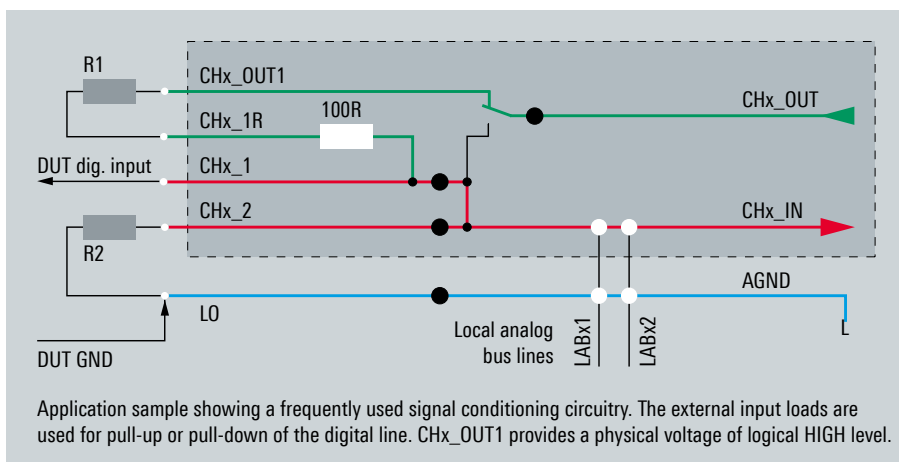 R1
CHx_OUT1
CHx_OUT
CHx_1R
100R
DUT dig. input
CHx_1
CHx_2
CHx_IN
R2
AGND
LO
L
DUT GND
Local analog
bus lines
LABx1
LABx2
Application sample showing a frequently used signal conditioning circuitry. The external input loads are
used for pull-up or pull-down of the digital line. CHx_OUT1 provides a physical voltage of logical HIGH level.